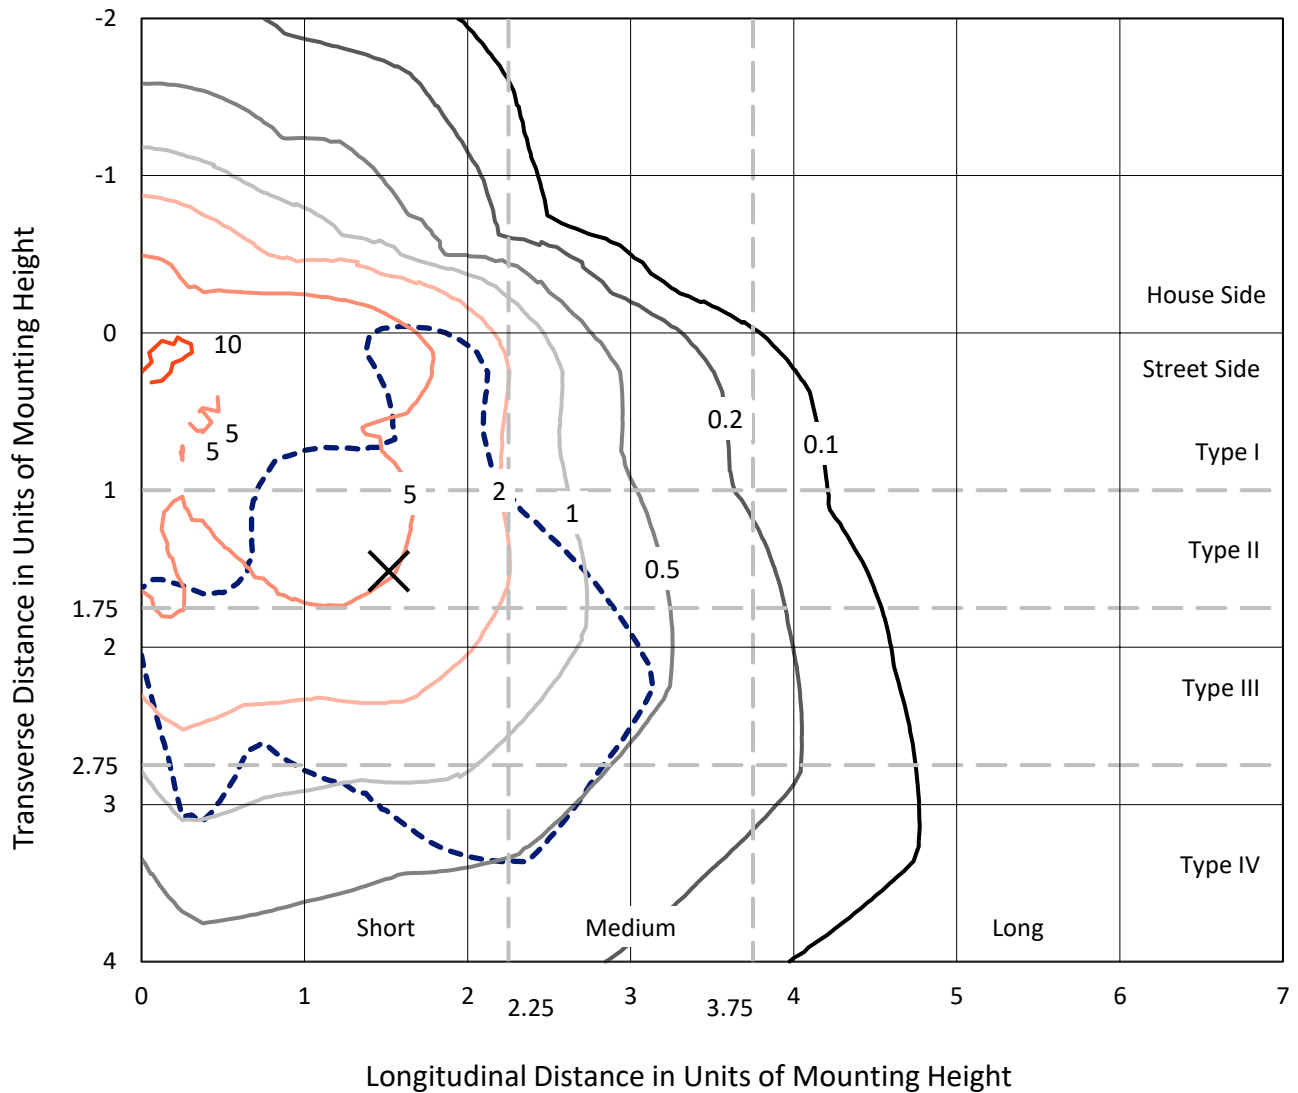 -2
-1
House Side
0
10
Street Side
0.2
0.1
5
5
Type I
1
5
2
1
Type II
0.5
1.75
2
Type III
2.75
3
Type IV
Short
Medium
Long
4
0
1
2
2.25
3
3.75
4
5
6
7
Longitudinal Distance in Units of Mounting Height
Transverse Distance in Units of Mounting Height